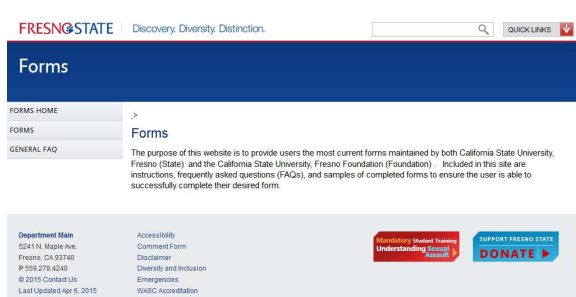 FRESNO STATE Discovery. Diversity. Distinction. QUICK LINKS
Forms
FORMS HOME
FORMS
GENERAL FAQ
.>
Forms
The purpose of this website is to provide users the most current forms maintained by both California State University,
Fresno (State) and the California State University, Fresno Foundation (Foundation) . Included in this site are
instructions, frequently asked questions (FAQs), and samples of completed forms to ensure the user is able to
successfully complete their desired form.
Department Main
5241 N. Maple Ave.
Fresno, CA 93740
P 559.278.4240
© 2015 Contact Us
Last Updated Apr 6, 2015
Accessibility
Comment Form
Disclaimer
Diversity and Inclusion
Emergencies
WASC Accreditation
Mandatory Student Training
Understanding Sexual
Assault
SUPPORT FRESNO STATE
DONATE